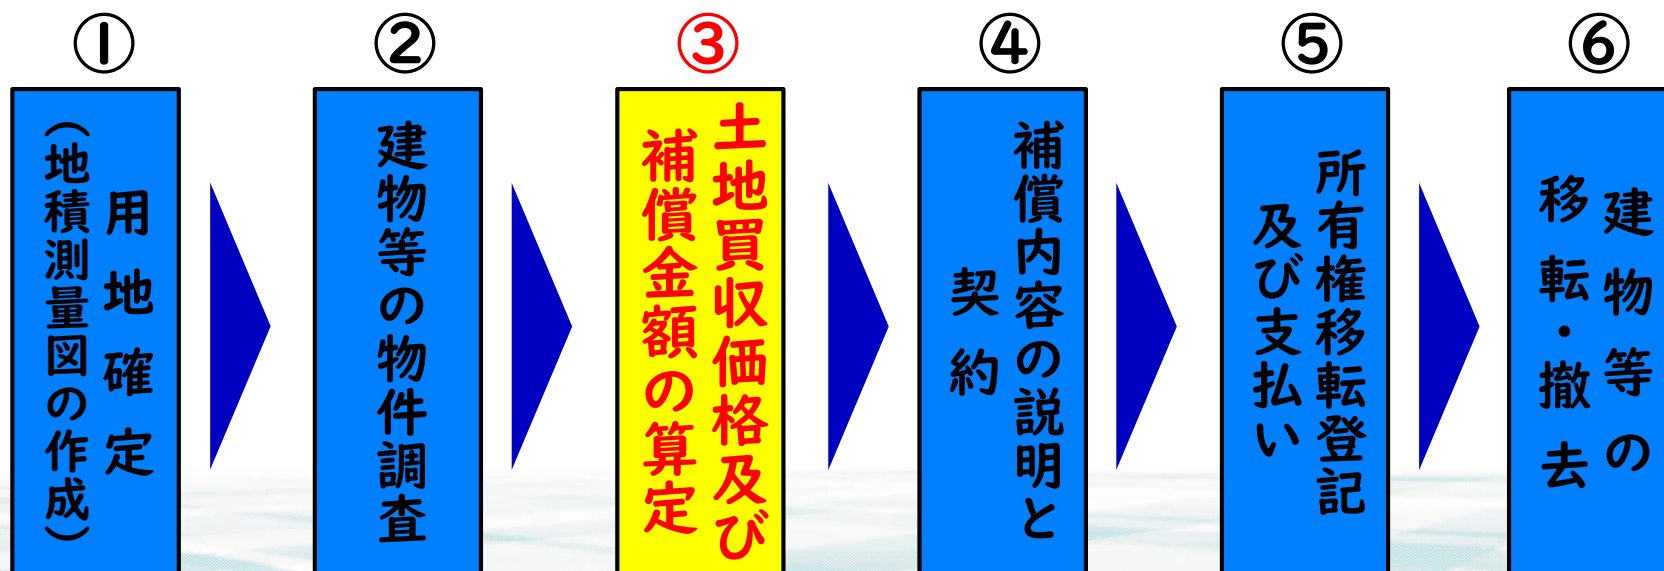 ①
用地確定
(地積測量図の作成)
②
建物等の物件調査
③
土地買収価格及び
補償金額の算定
④
補償内容の説明と
契約
⑤
所有権移転登記
及び支払い
⑥
建物等の
移転・撤去